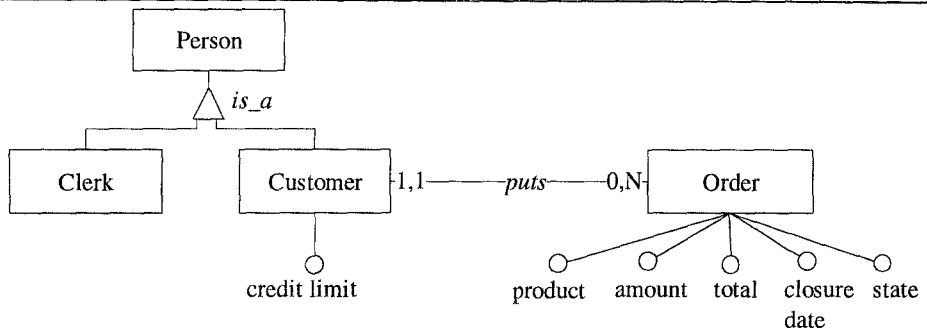 Person
is_a
Clerk
Customer
1,1
puts
0,N
Order
credit limit
product
amount
total
closure
date
state